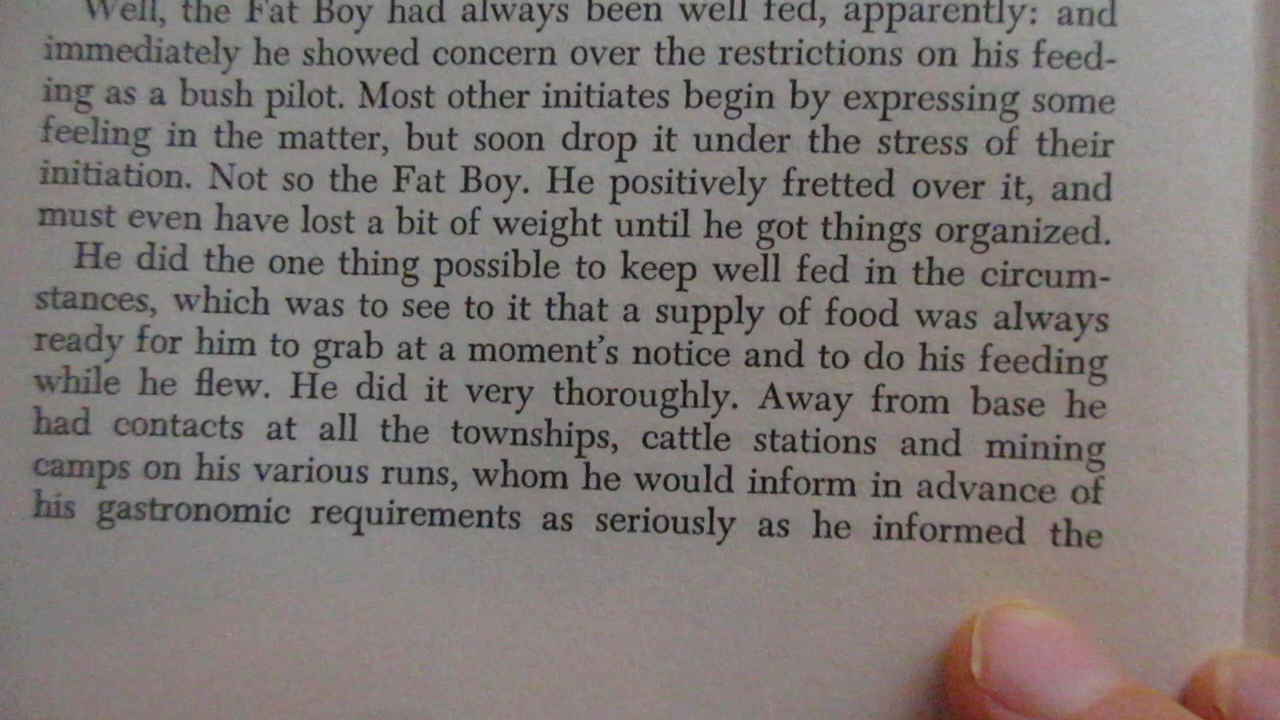 Well, the Fat Boy had always been well fed, apparently: and
immediately he showed concern over the restrictions on his feed-
ing as a bush pilot. Most other initiates begin by expressing some
feeling in the matter, but soon drop it under the stress of their
initiation. Not so the Fat Boy. He positively fretted over it, and
must even have lost a bit of weight until he got things organized.
He did the one thing possible to keep well fed in the circum-
stances, which was to see to it that a supply of food was always
ready for him to grab at a moment's notice and to do his feeding
while he flew. He did it very thoroughly. Away from base he
had contacts at all the townships, cattle stations and mining
camps on his various runs, whom he would inform in advance of
his gastronomic requirements as seriously as he informed the